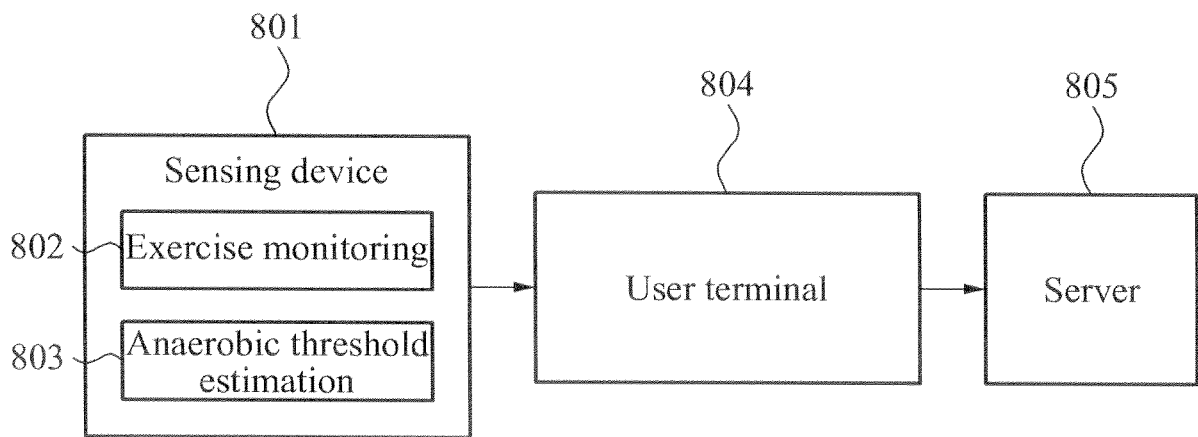 801
804
805
Sensing device
802
Exercise monitoring
User terminal
Server
803
Anaerobic threshold
estimation